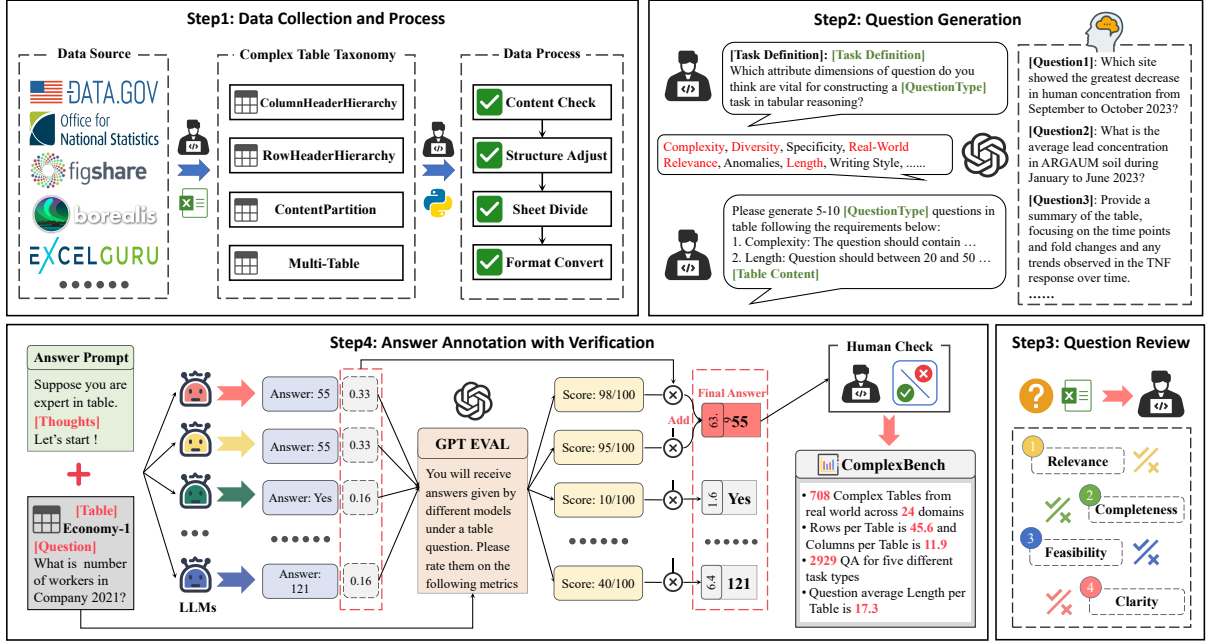 Step1: Data Collection and Process
Data Source
DATA.GOV
Office for
National Statistics
figshare
borealis
EXCELGURU
Complex Table Taxonomy
ColumnHeaderHierarchy
RowHeaderHierarchy
ContentPartition
Multi-Table
Data Process
Content Check
Structure Adjust
Sheet Divide
Format Convert
Step2: Question Generation
[Task Definition]: [Task Definition]
Which attribute dimensions of question do you
think are vital for constructing a [QuestionType]
task in tabular reasoning?
Complexity, Diversity, Specificity, Real-World
Relevance, Anomalies, Length, Writing Style, ......
Please generate 5-10 [QuestionType] questions in
table following the requirements below:
1. Complexity: The question should contain …
2. Length: Question should between 20 and 50 …
[Table Content]
[Question1]: Which site
showed the greatest decrease
in human concentration from
September to October 2023?
[Question2]: What is the
average lead concentration
in ARGAUM soil during
January to June 2023?
[Question3]: Provide a
summary of the table,
focusing on the time points
and fold changes and any
trends observed in the TNF
response over time.
......
Step4: Answer Annotation with Verification
Answer Prompt
Suppose you are
expert in table.
[Thoughts]
Let's start !
[Table]
Economy-1
[Question]
What is number
of workers in
Company 2021?
LLMs
Answer: 55
0.33
Answer: 55
0.33
Answer: Yes
0.16
Answer:
121
0.16
GPT EVAL
You will receive
answers given by
different models
under a table
question. Please
rate them on the
following metrics
Score: 98/100
Score: 95/100
Score: 10/100
Score: 40/100
Add
Final Answer
55
1.6
Yes
6.4
121
Human Check
ComplexBench
• 708 Complex Tables from
real world across 24 domains
• Rows per Table is 45.6 and
Columns per Table is 11.9
• 2929 QA for five different
task types
• Question average Length per
Table is 17.3
Step3: Question Review
1
Relevance
2
Completeness
3
Feasibility
4
Clarity